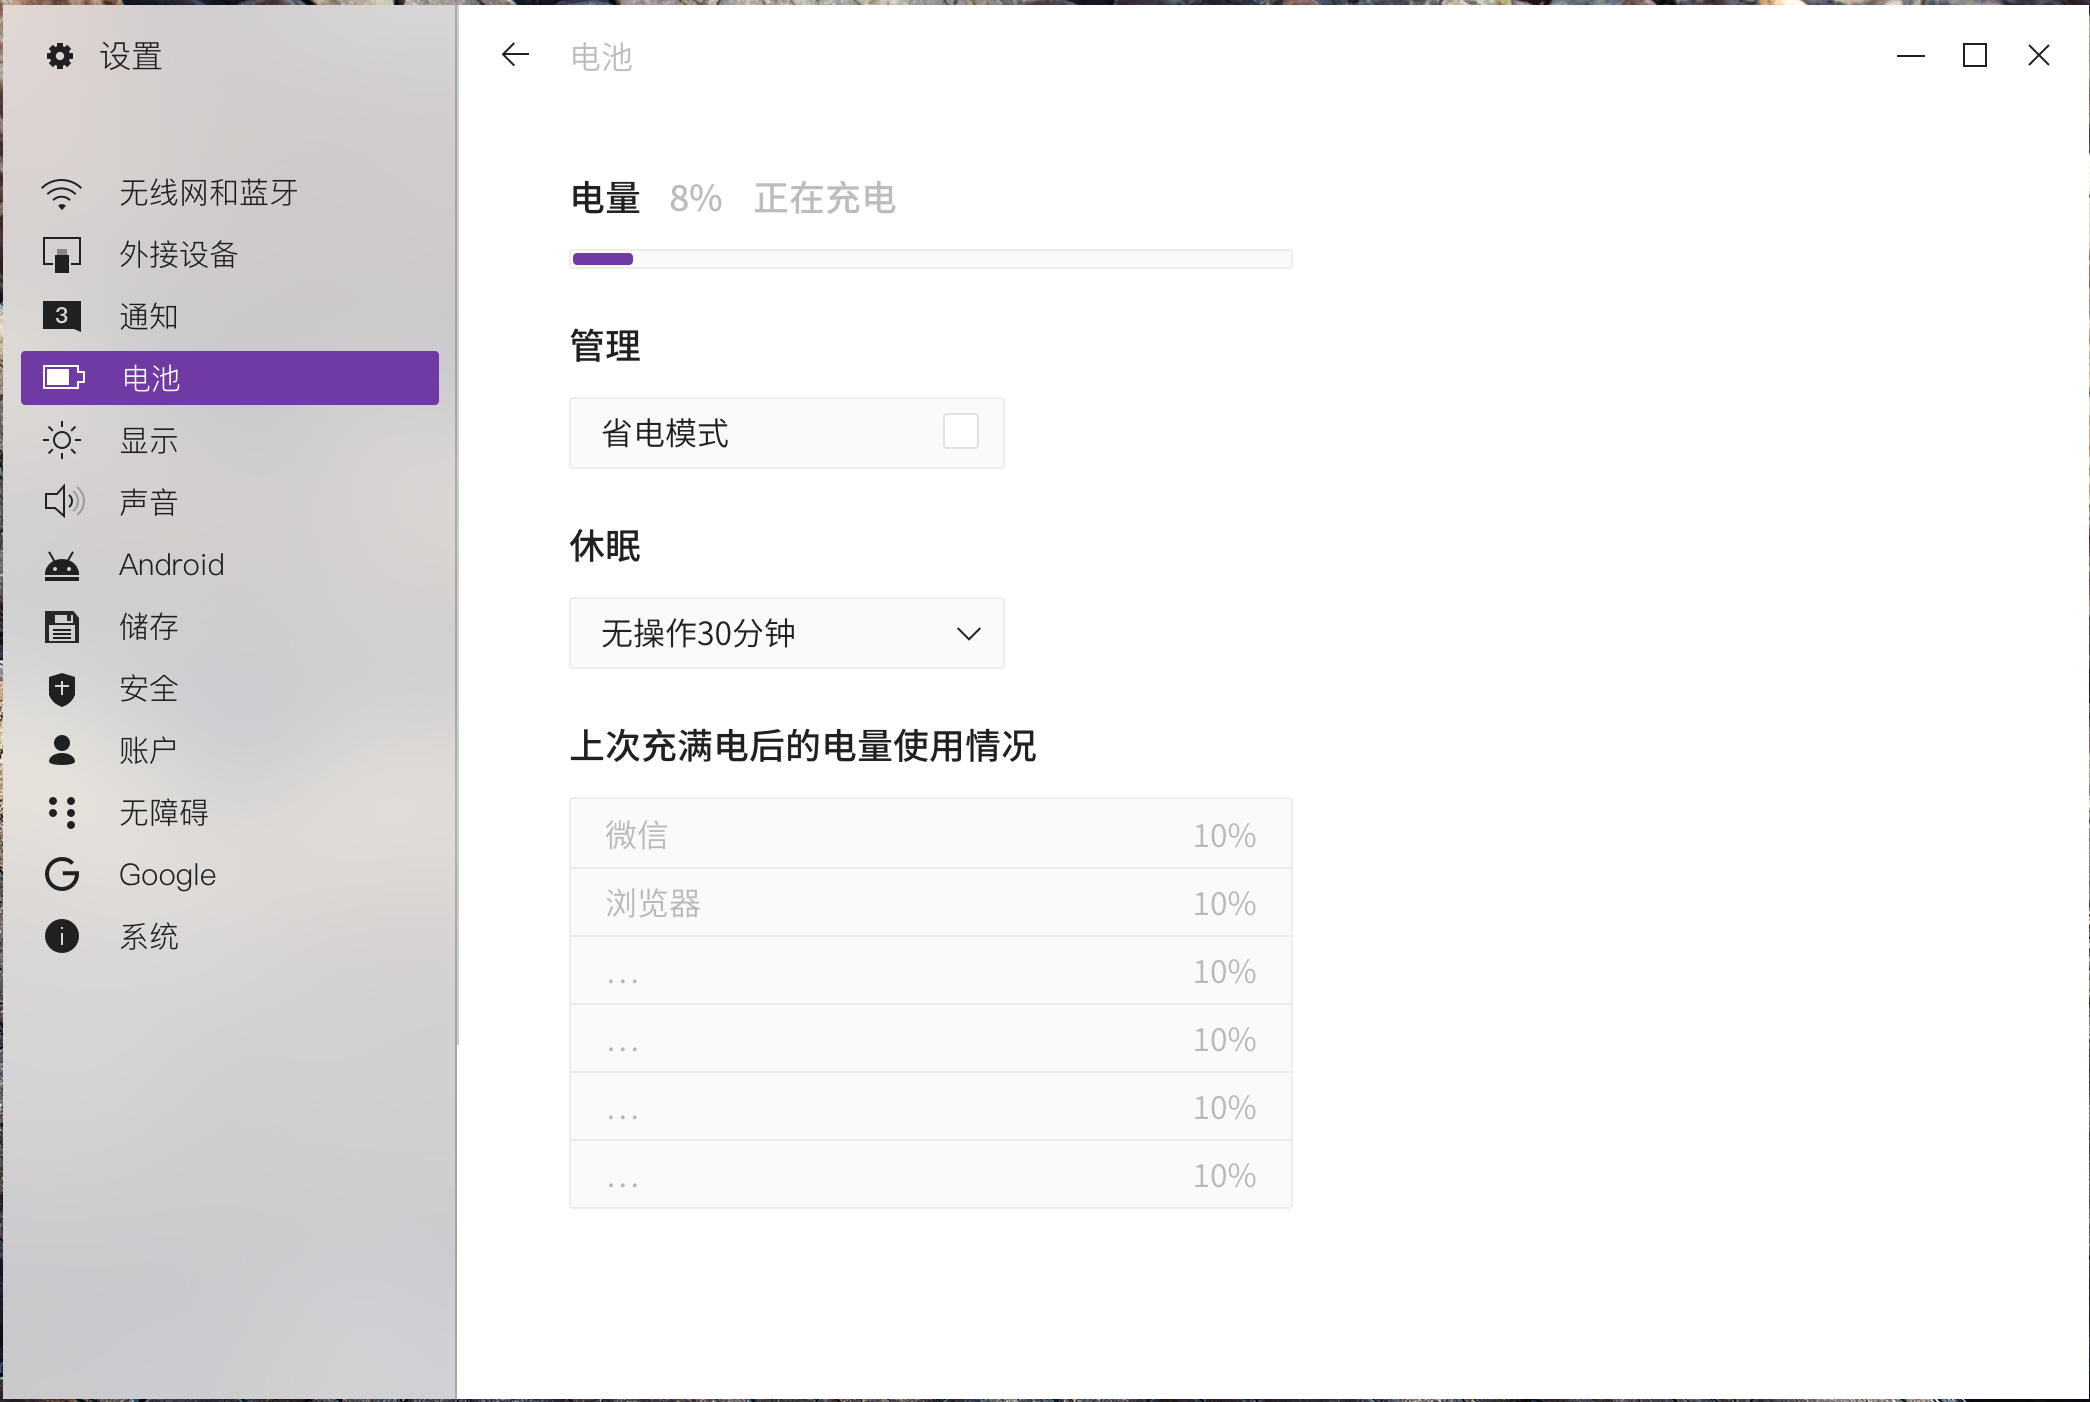 设置
无线网和蓝牙
外接设备
3 通知
电池
显示
声音
Android
储存
安全
账户
无障碍
Google
系统
电池
电量 8% 正在充电
管理
省电模式
休眠
无操作30分钟
上次充满电后的电量使用情况
微信 10%
浏览器 10%
... 10%
... 10%
... 10%
... 10%